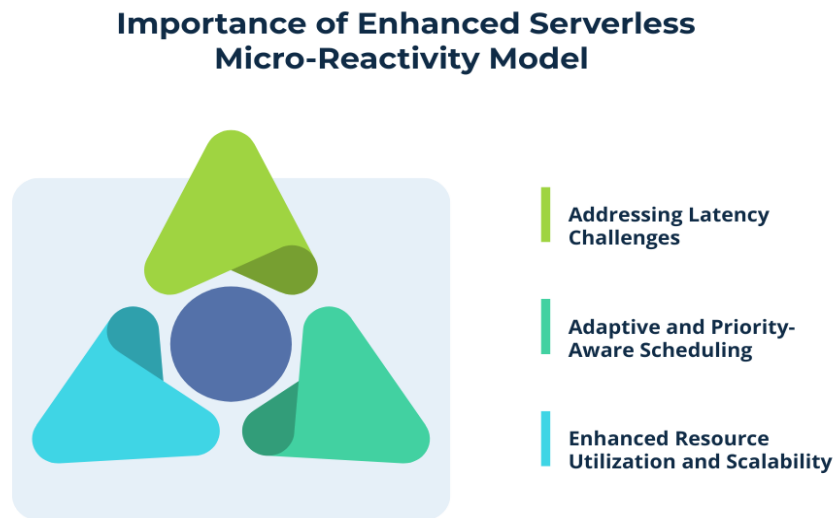 Importance of Enhanced Serverless
Micro-Reactivity Model
Addressing Latency
Challenges
Adaptive and Priority-
Aware Scheduling
Enhanced Resource
Utilization and Scalability